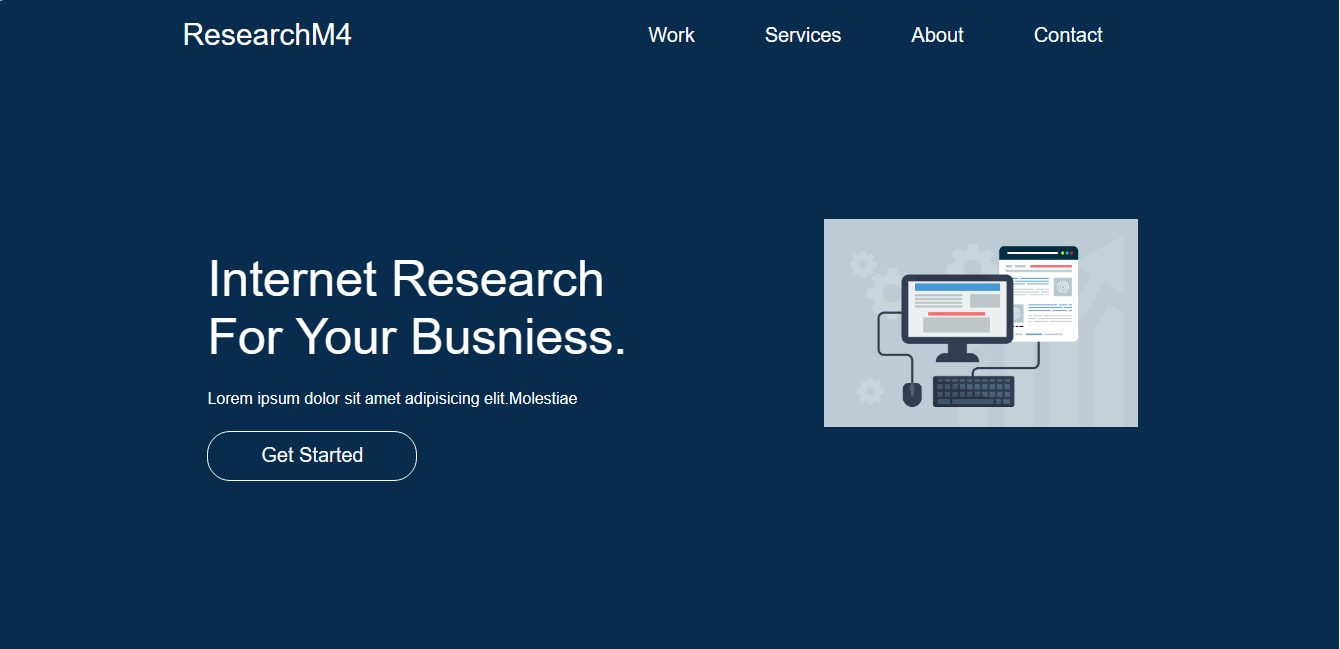 ResearchM4
Work
Services
About
Contact
Internet Research
For Your Busniess.
Lorem ipsum dolor sit amet adipisicing elit.Molestiae
Get Started